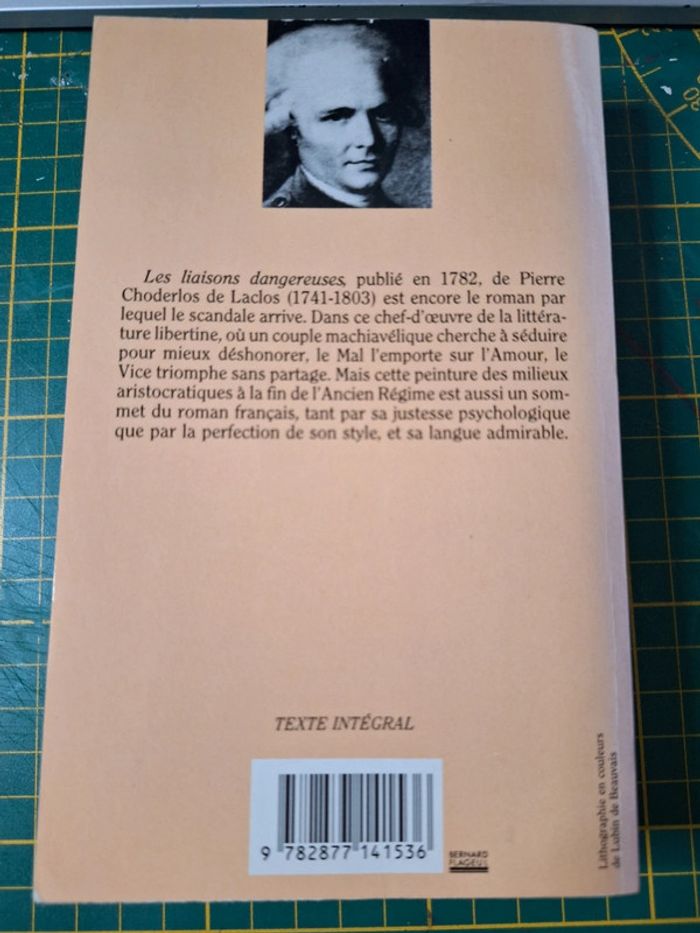 Les liaisons dangereuses, publié en 1782, de Pierre
Choderlos de Laclos (1741-1803) est encore le roman par
lequel le scandale arrive. Dans ce chef-d'œuvre de la littéra-
ture libertine, où un couple machiavélique cherche à séduire
pour mieux déshonorer, le Mal l'emporte sur l'Amour, le
Vice triomphe sans partage. Mais cette peinture des milieux
aristocratiques à la fin de l'Ancien Régime est aussi un som-
met du roman français, tant par sa justesse psychologique
que par la perfection de son style, et sa langue admirable.
TEXTE INTÉGRAL
9 782877 141536
BERNARD
Lithographie en couleurs
de Lubin de Beauvais